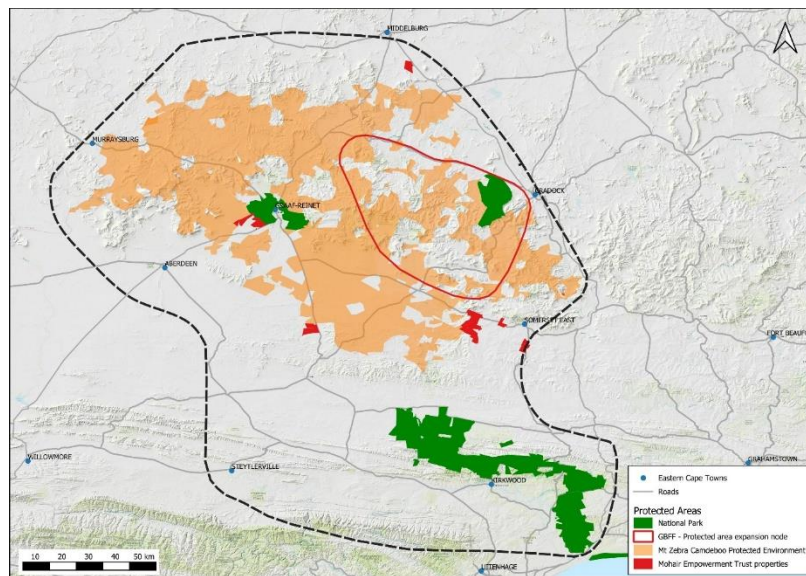 MIDDELBURG
MURRAYSBURG
CRADOCK
GRAAF-REINET
ABERDEEN
SOMERSET EAST
FORT BEAUF
WILLOWMORE
STEYTLERVILLE
GRAHAMSTOWN
KIRKWOOD
UITENHAGE
Eastern Cape Towns
Roads
Protected Areas
National Park
GBFF - Protected area expansion node
Mt Zebra Camdeboo Protected Environment
Mohair Empowerment Trust properties
10 20 30 40 50 km